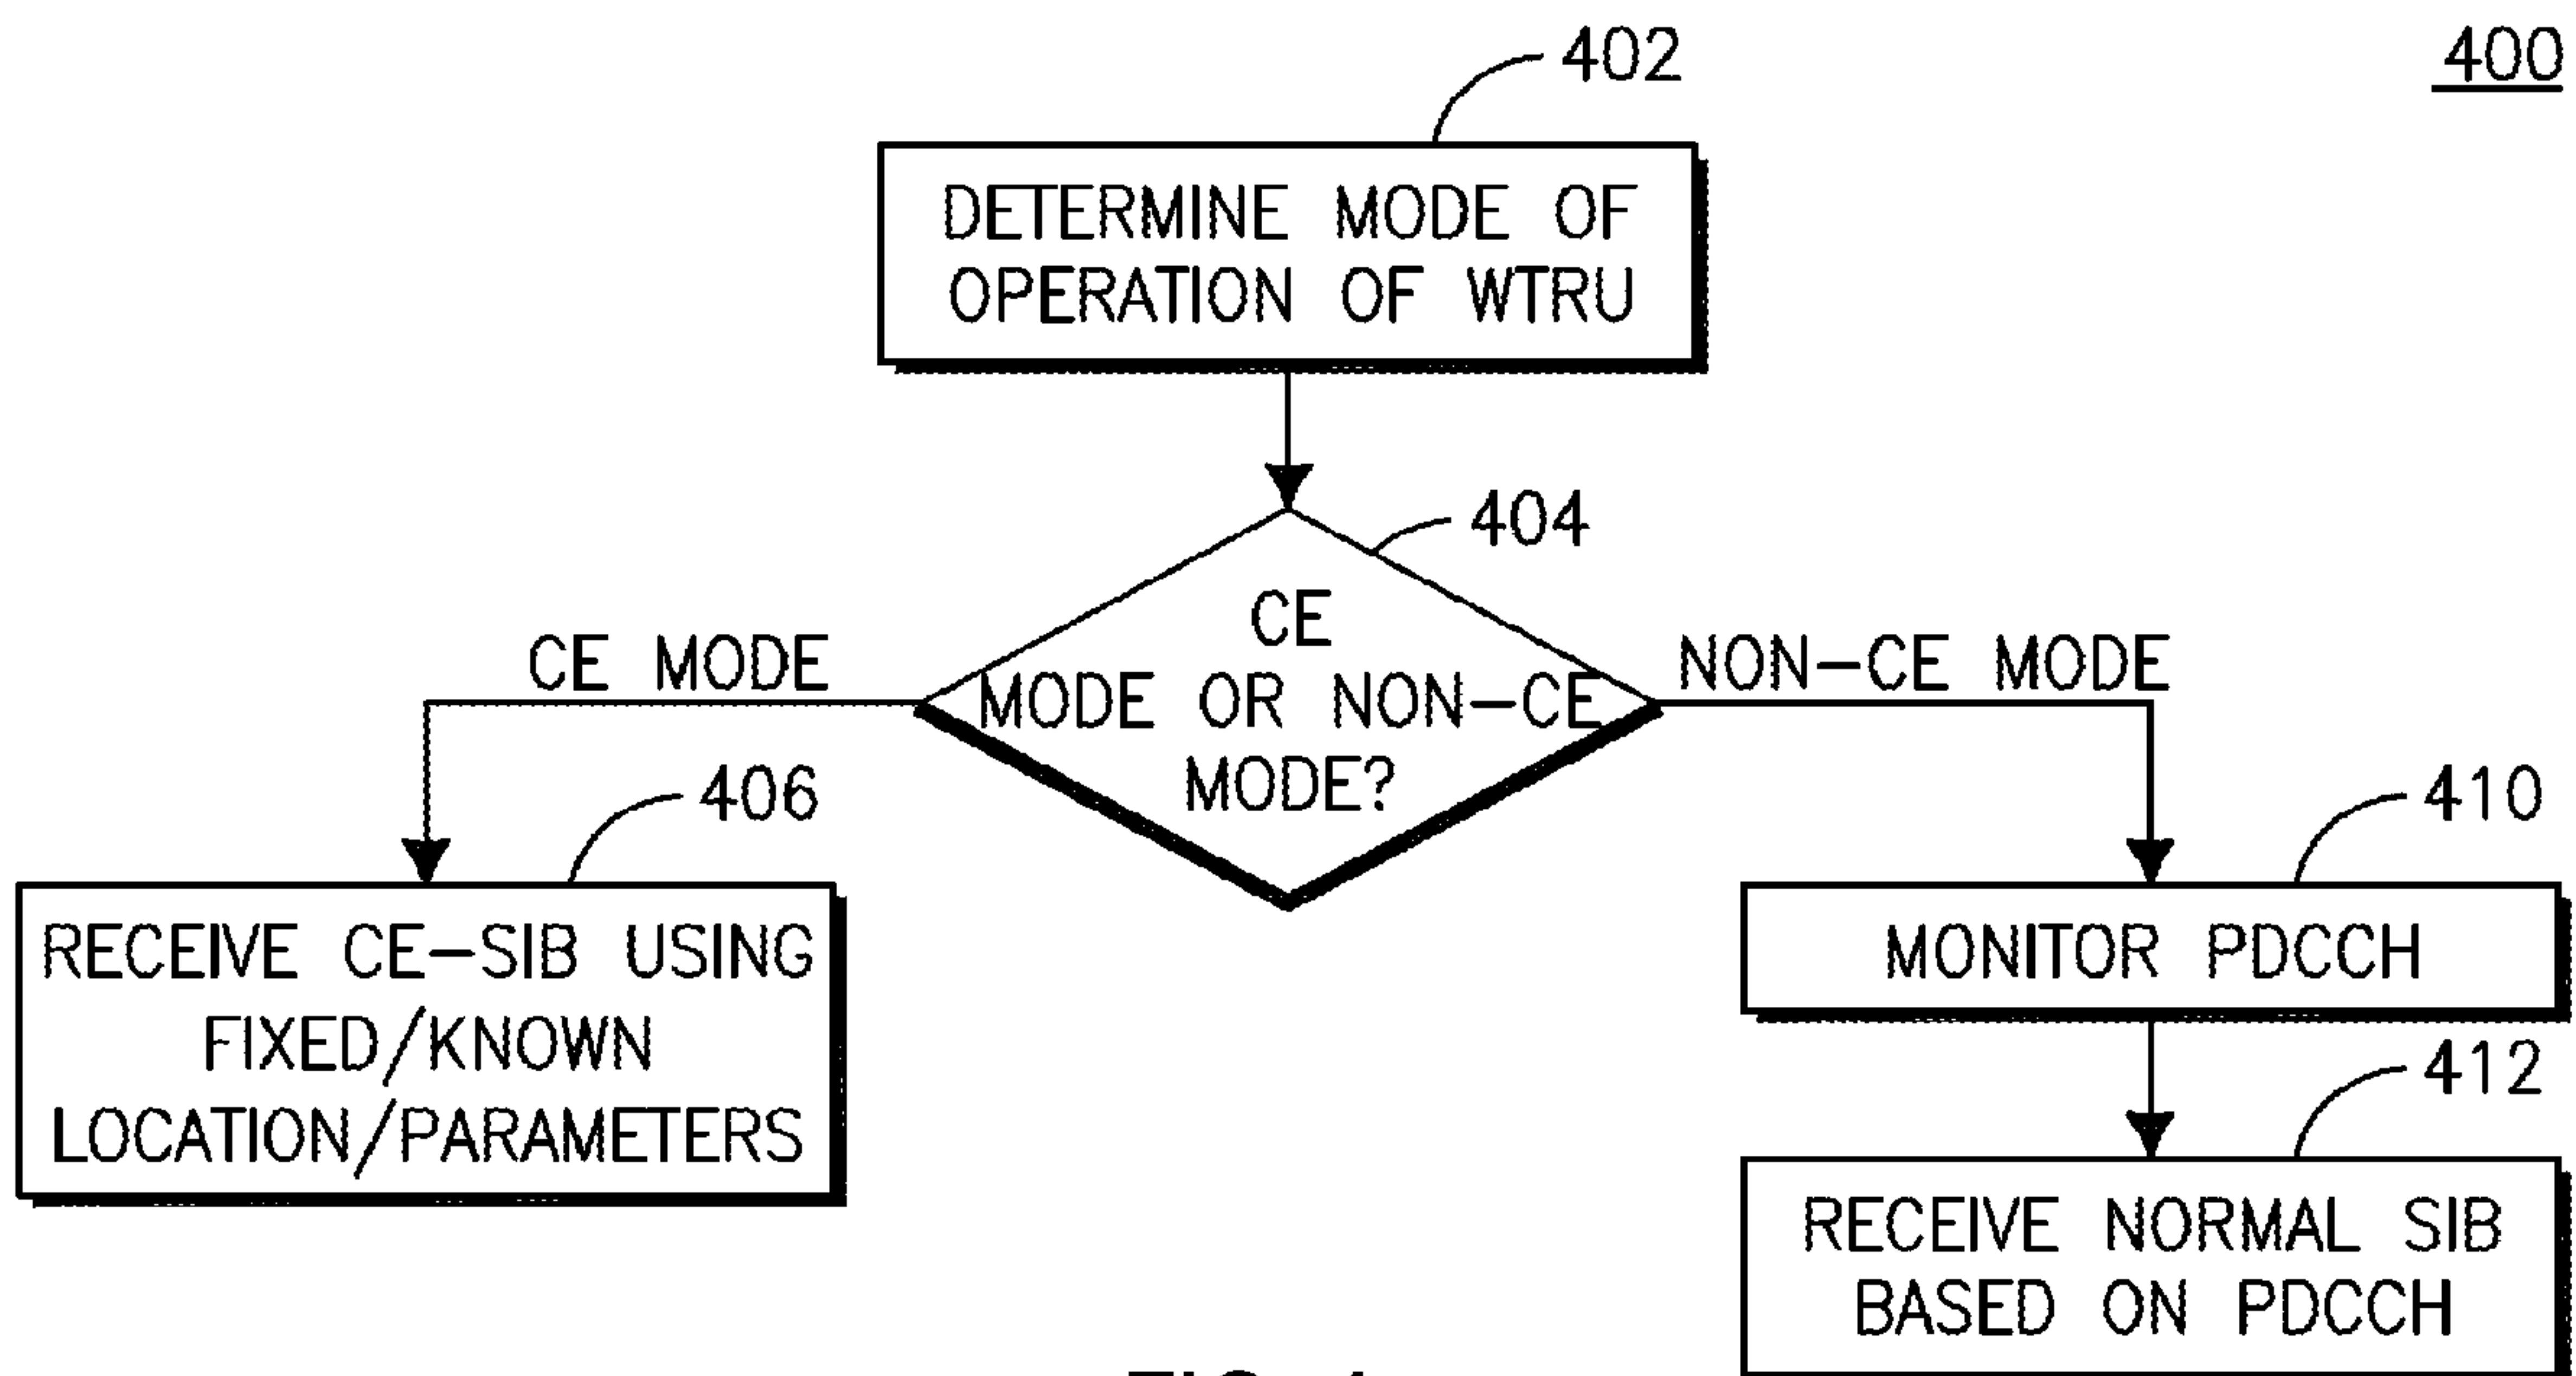 400
402
DETERMINE MODE OF
OPERATION OF WTRU
404
CE
MODE OR NON-CE
MODE?
CE MODE
NON-CE MODE
406
RECEIVE CE-SIB USING
FIXED/KNOWN
LOCATION/PARAMETERS
410
MONITOR PDCCH
412
RECEIVE NORMAL SIB
BASED ON PDCCH